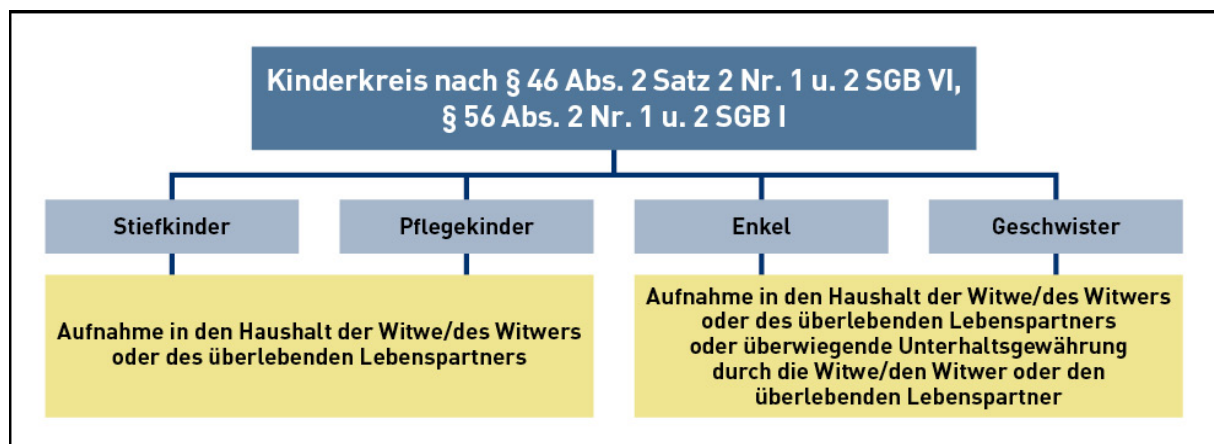 Kinderkreis nach § 46 Abs. 2 Satz 2 Nr. 1 u. 2 SGB VI,
§ 56 Abs. 2 Nr. 1 u. 2 SGB I
Stiefkinder
Pflegekinder
Enkel
Geschwister
Aufnahme in den Haushalt der Witwe/des Witwers
oder des überlebenden Lebenspartners
Aufnahme in den Haushalt der Witwe/des Witwers
oder des überlebenden Lebenspartners
oder überwiegende Unterhaltsgewährung
durch die Witwe/den Witwer oder den
überlebenden Lebenspartner